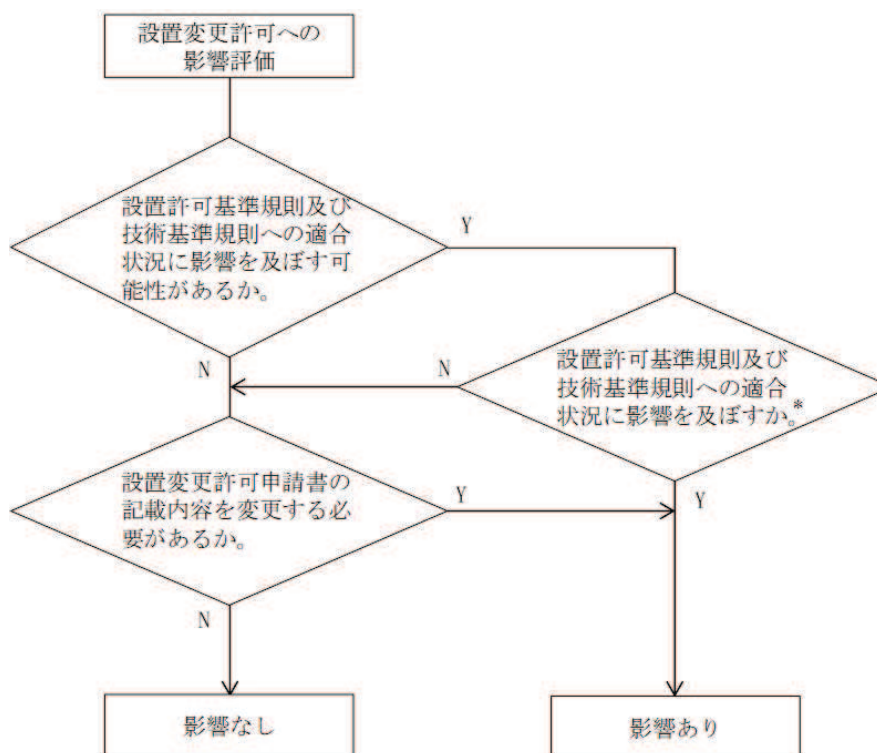 設置変更許可への
影響評価
設置許可基準規則及び
技術基準規則への適合
状況に影響を及ぼす可
能性があるか。
Y
N
設置許可基準規則及び
技術基準規則への適合
状況に影響を及ぼすか。*
N
Y
設置変更許可申請書の
記載内容を変更する必
要があるか。
Y
N
影響なし
影響あり